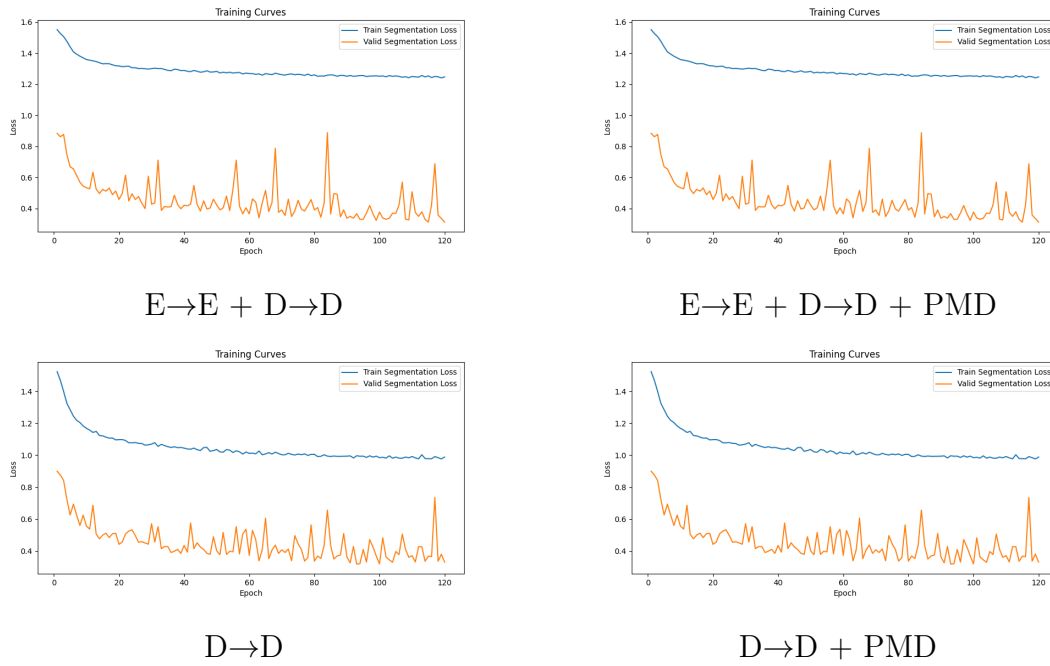 Training Curves
Train Segmentation Loss
Valid Segmentation Loss
Loss
1.6
1.4
1.2
1.0
0.8
0.6
0.4
0 20 40 60 80 100 120
Epoch
E→E + D→D
Training Curves
Train Segmentation Loss
Valid Segmentation Loss
Loss
1.6
1.4
1.2
1.0
0.8
0.6
0.4
0 20 40 60 80 100 120
Epoch
E→E + D→D + PMD
Training Curves
Train Segmentation Loss
Valid Segmentation Loss
Loss
1.4
1.2
1.0
0.8
0.6
0.4
0 20 40 60 80 100 120
Epoch
D→D
Training Curves
Train Segmentation Loss
Valid Segmentation Loss
Loss
1.4
1.2
1.0
0.8
0.6
0.4
0 20 40 60 80 100 120
Epoch
D→D + PMD